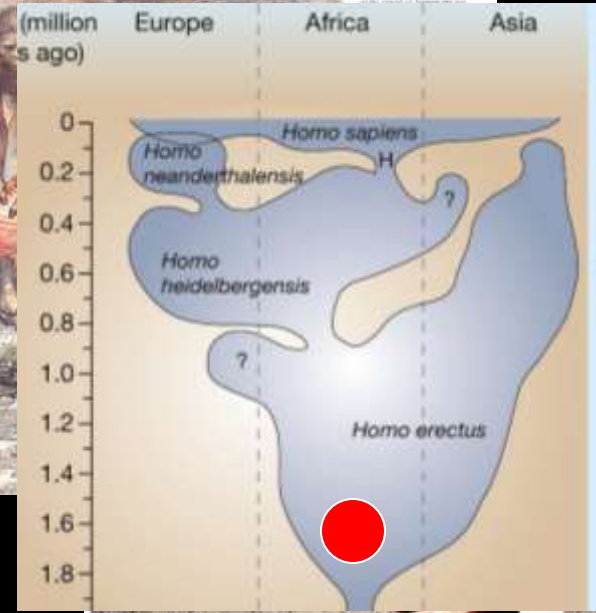 (million
s ago)
Europe
Africa
Asia
0
Homo sapiens
Homo
neanderthalensis
H
0.2
?
0.4
Homo
heidelbergensis
0.6
0.8
?
1.0
1.2
Homo erectus
1.4
1.6
1.8